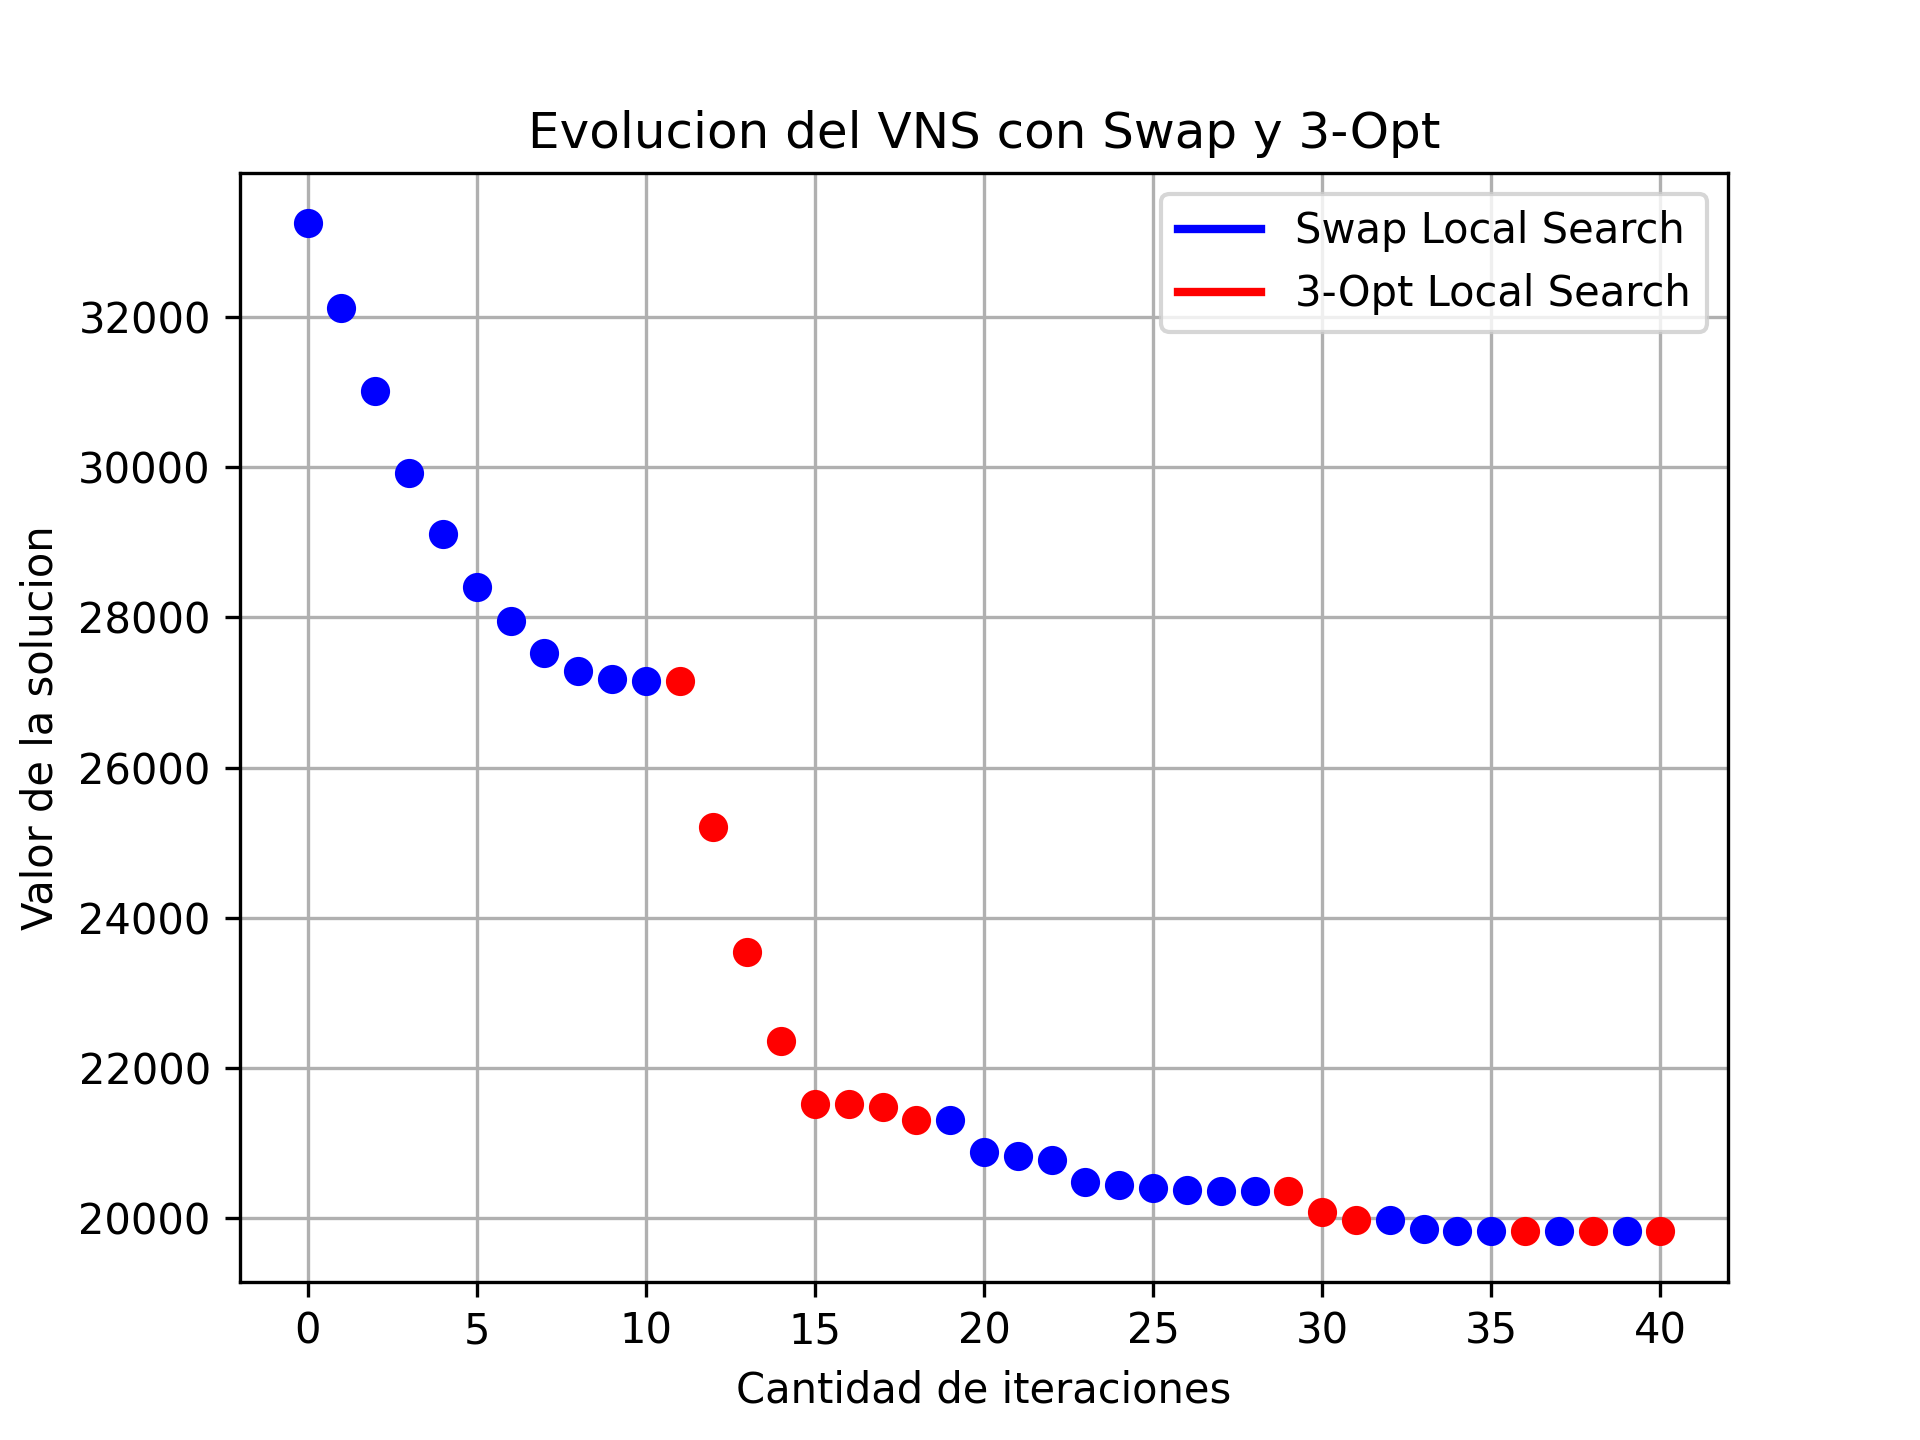 Evolucion del VNS con Swap y 3-Opt
Swap Local Search
3-Opt Local Search
Valor de la solucion
32000
30000
28000
26000
24000
22000
20000
0 5 10 15 20 25 30 35 40
Cantidad de iteraciones